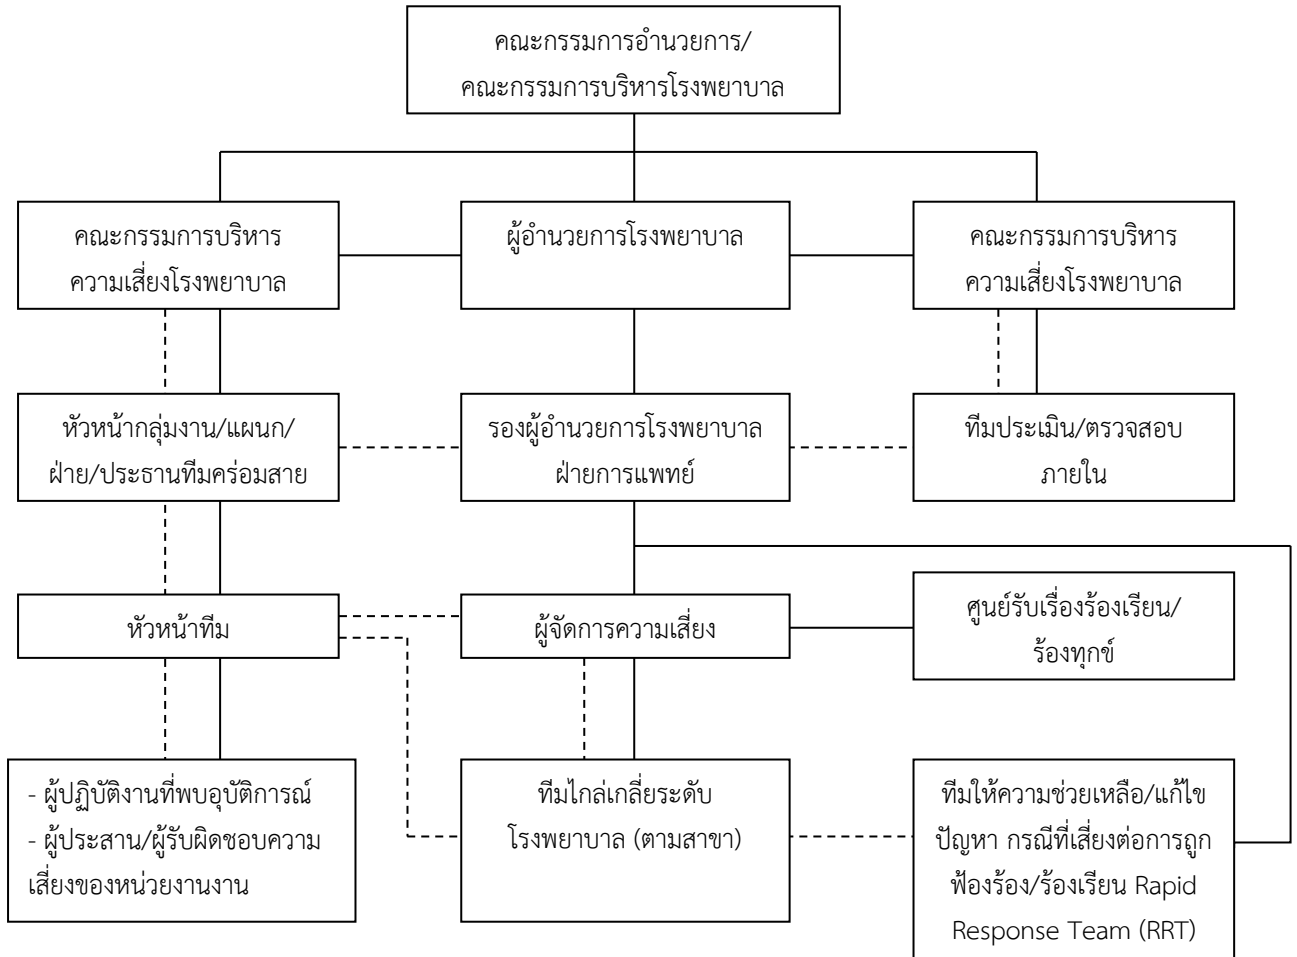 คณะกรรมการอำนวยการ/
คณะกรรมการบริหารโรงพยาบาล
คณะกรรมการบริหาร
ความเสี่ยงโรงพยาบาล
ผู้อำนวยการโรงพยาบาล
คณะกรรมการบริหาร
ความเสี่ยงโรงพยาบาล
หัวหน้ากลุ่มงาน/แผนก/
ฝ่าย/ประธานทีมคร่อมสาย
รองผู้อำนวยการโรงพยาบาล
ฝ่ายการแพทย์
ทีมประเมิน/ตรวจสอบ
ภายใน
หัวหน้าทีม
ผู้จัดการความเสี่ยง
ศูนย์รับเรื่องร้องเรียน/
ร้องทุกข์
- ผู้ปฏิบัติงานที่พบอุบัติการณ์
- ผู้ประสาน/ผู้รับผิดชอบความ
เสี่ยงของหน่วยงานงาน
ทีมไกล่เกลี่ยระดับ
โรงพยาบาล (ตามสาขา)
ทีมให้ความช่วยเหลือ/แก้ไข
ปัญหา กรณีที่เสี่ยงต่อการถูก
ฟ้องร้อง/ร้องเรียน Rapid
Response Team (RRT)